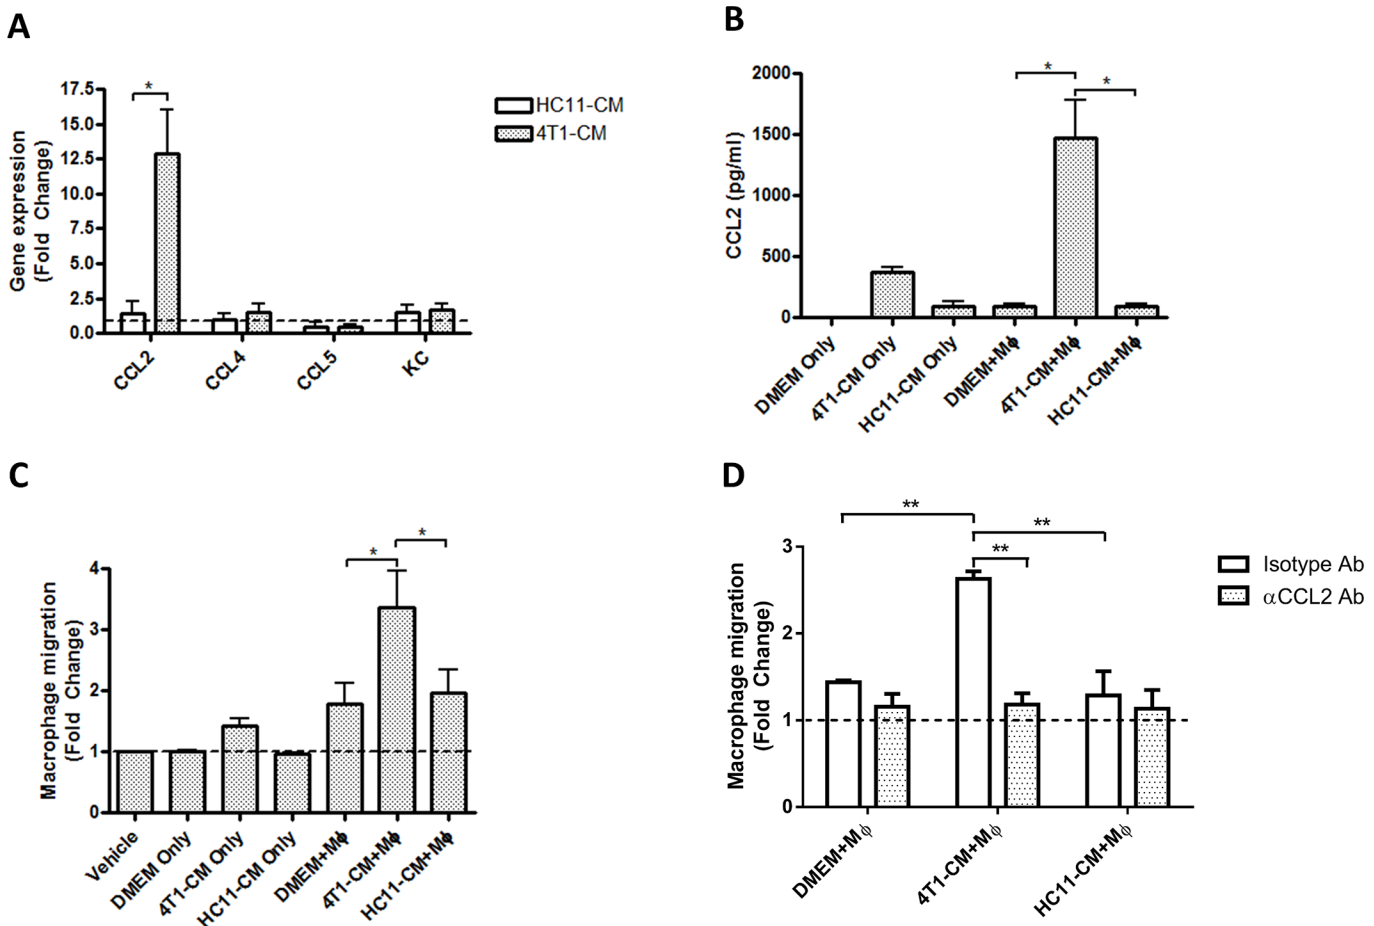 A
Gene expression
(Fold Change)
17.5
15.0
12.5
10.0
7.5
5.0
2.5
0.0
*
HC11-CM
4T1-CM
CCL2
CCL4
CCL5
KC
B
CCL2 (pg/ml)
2000
1500
1000
500
0
*
*
DMEM Only
4T1-CM Only
HC11-CM Only
DMEM+Mϕ
4T1-CM+Mϕ
HC11-CM+Mϕ
C
Macrophage migration
(Fold Change)
4
3
2
1
0
*
*
Vehicle
DMEM Only
4T1-CM Only
HC11-CM Only
DMEM+Mϕ
4T1-CM+Mϕ
HC11-CM+Mϕ
D
Macrophage migration
(Fold Change)
3
2
1
0
**
**
**
Isotype Ab
αCCL2 Ab
DMEM+Mϕ
4T1-CM+Mϕ
HC11-CM+Mϕ